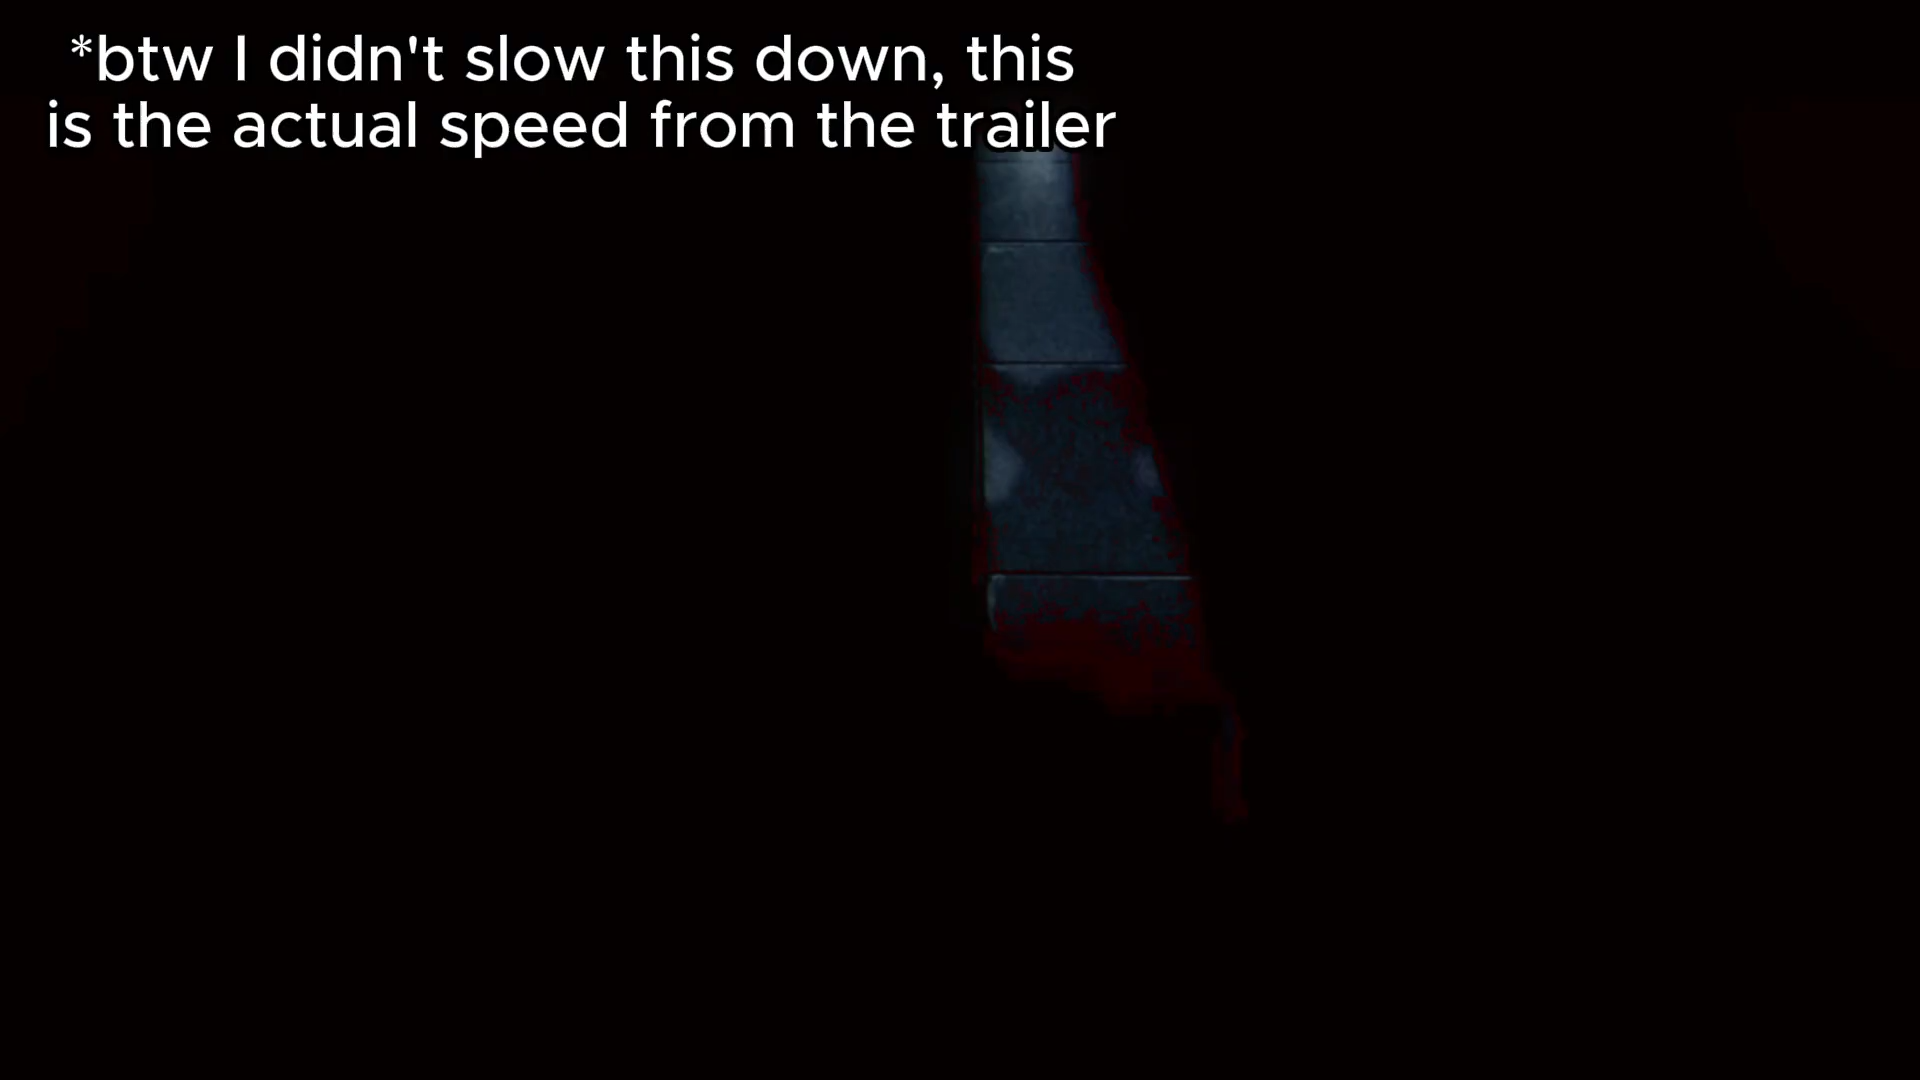 *btw I didn't slow this down, this
is the actual speed from the trailer